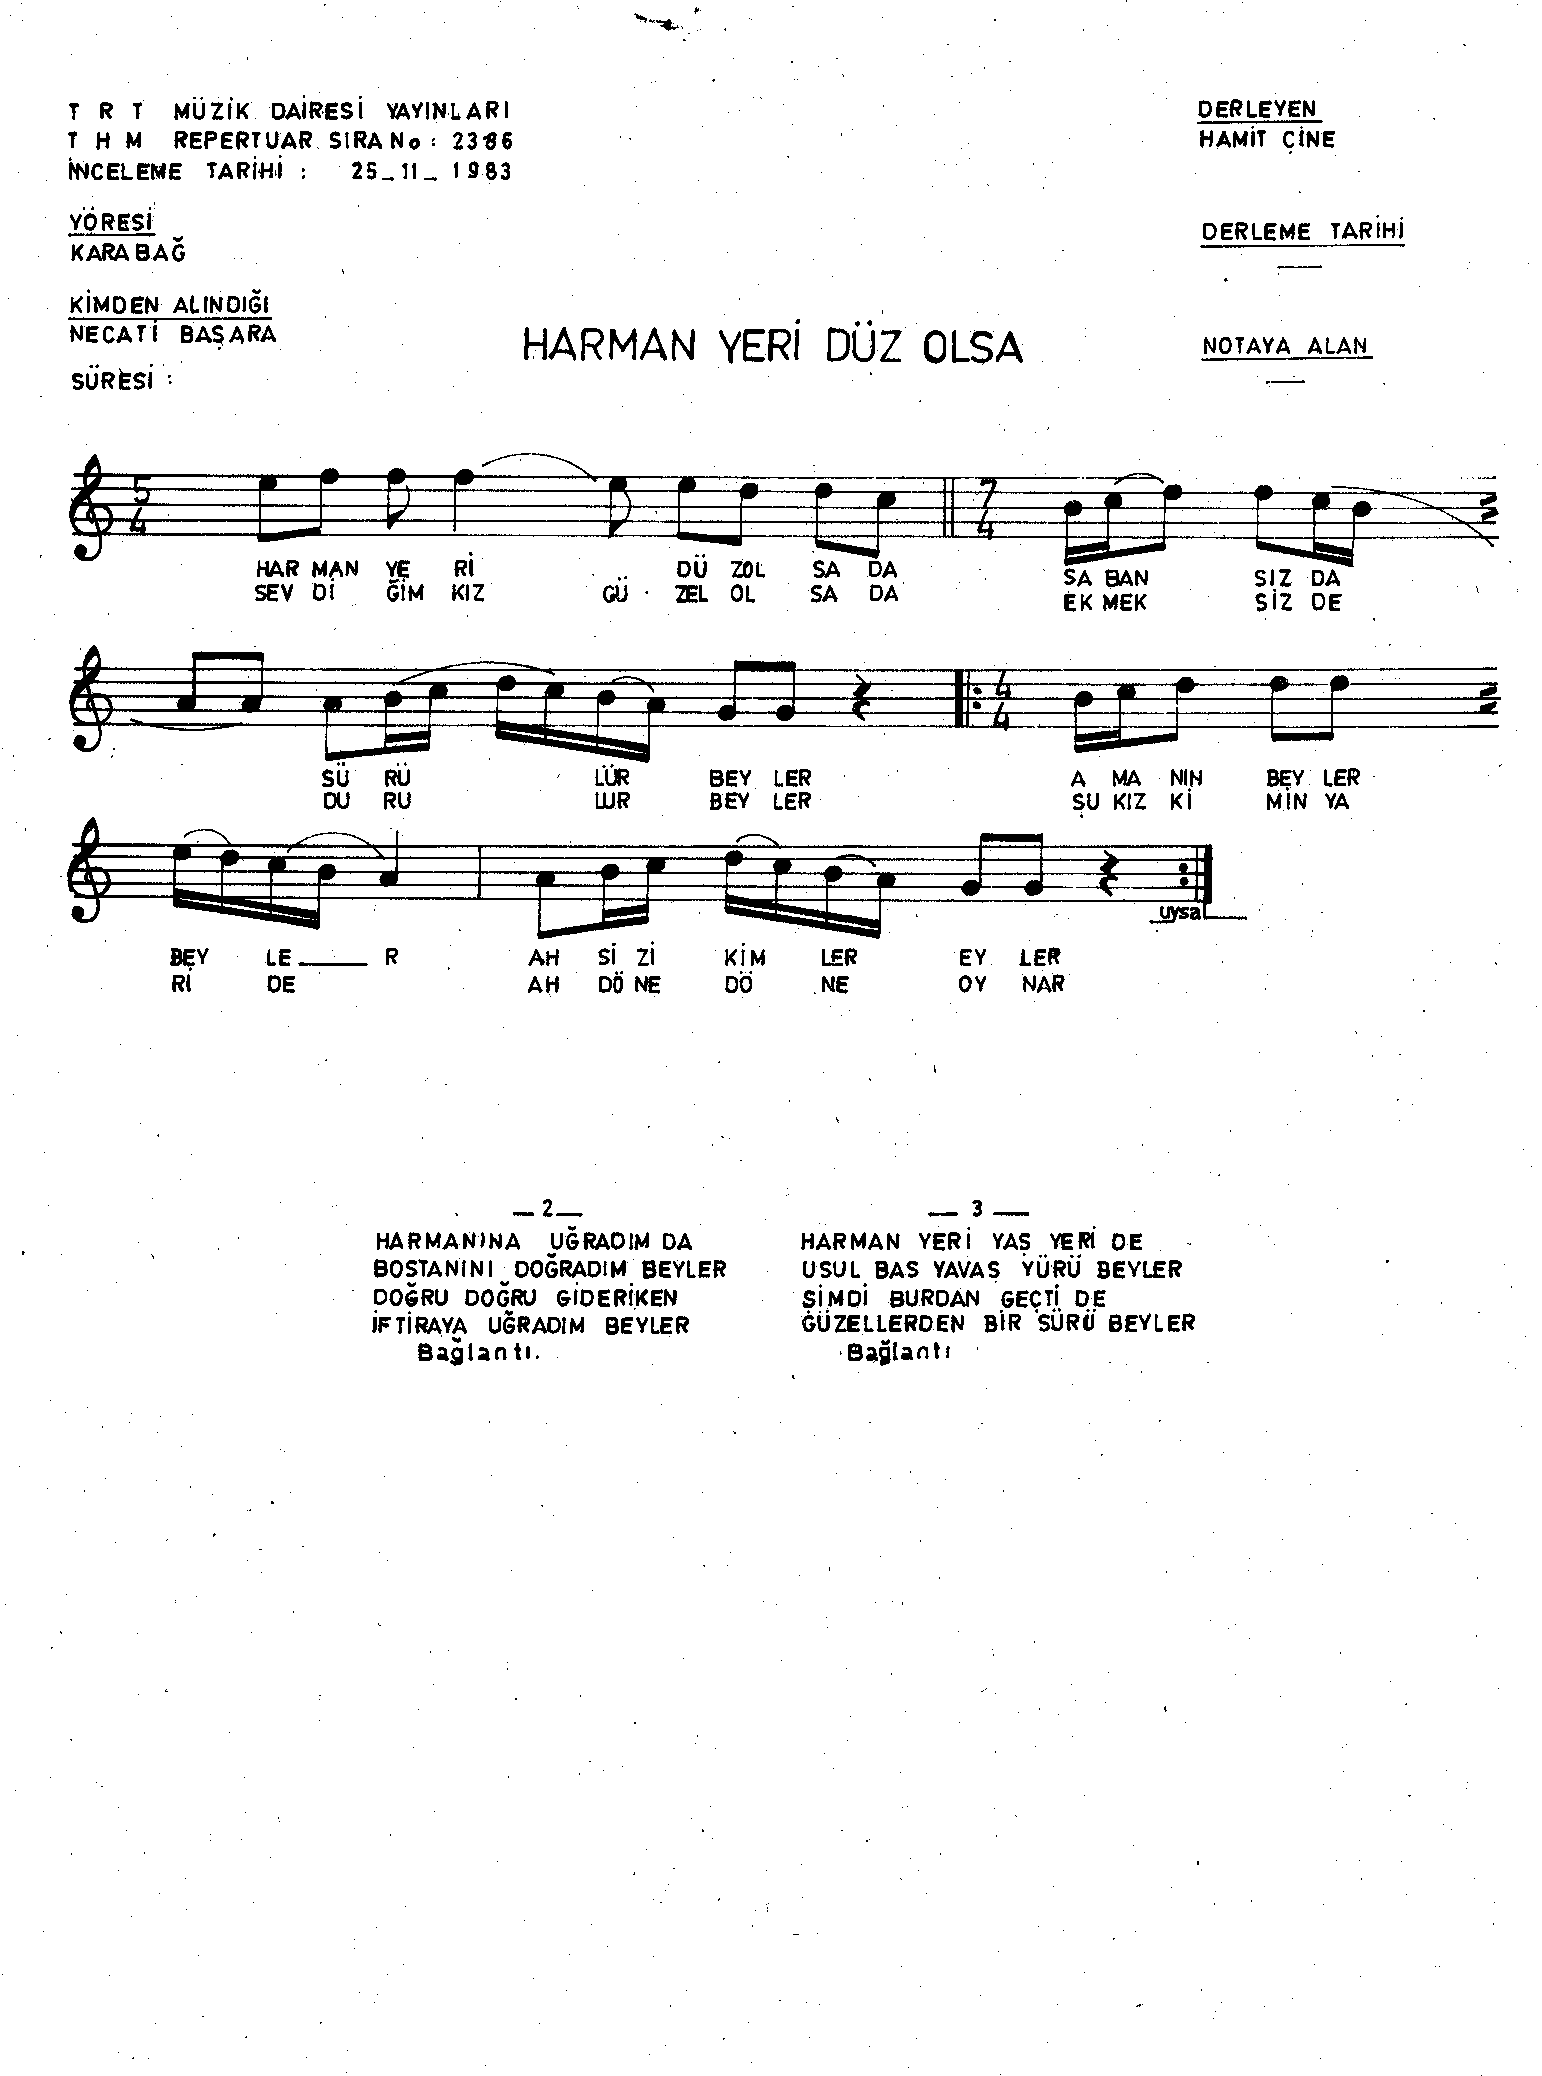 T R T MÜZİK DAİRESİ YAYINLARI
T H M REPERTUAR SIRA No : 2386
İNCELEME TARİHİ : 25_11_1983
YÖRESİ
KARABAĞ
KİMDEN ALINDIĞI
NECATİ BAŞARA
SÜRESİ :
DERLEYEN
HAMİT ÇİNE
DERLEME TARİHİ
NOTAYA ALAN
HARMAN YERİ DÜZ OLSA
5 4
7 4
HAR MAN YE Rİ DÜ ZOL SA DA SA BAN SIZ DA
SEV Dİ ĞİM KIZ GÜ ZEL OL SA DA EK MEK SİZ DE
4 4
SÜ RÜ LÜR BEY LER A MA NIN BEY LER
DU RU LUR BEY LER ŞU KIZ Kİ MİN YA
uysal
BEY LE____ R AH Sİ Zİ KİM LER EY LER
Rİ DE AH DÖ NE DÖ NE OY NAR
_ 2 _
HARMANINA UĞRADIM DA
BOSTANINI DOĞRADIM BEYLER
DOĞRU DOĞRU GİDERİKEN
İFTİRAYA UĞRADIM BEYLER
Bağlantı.
_ 3 _
HARMAN YERİ YAŞ YERİ DE
USUL BAS YAVAŞ YÜRÜ BEYLER
ŞİMDİ BURDAN GEÇTİ DE
GÜZELLERDEN BİR SÜRÜ BEYLER
Bağlantı